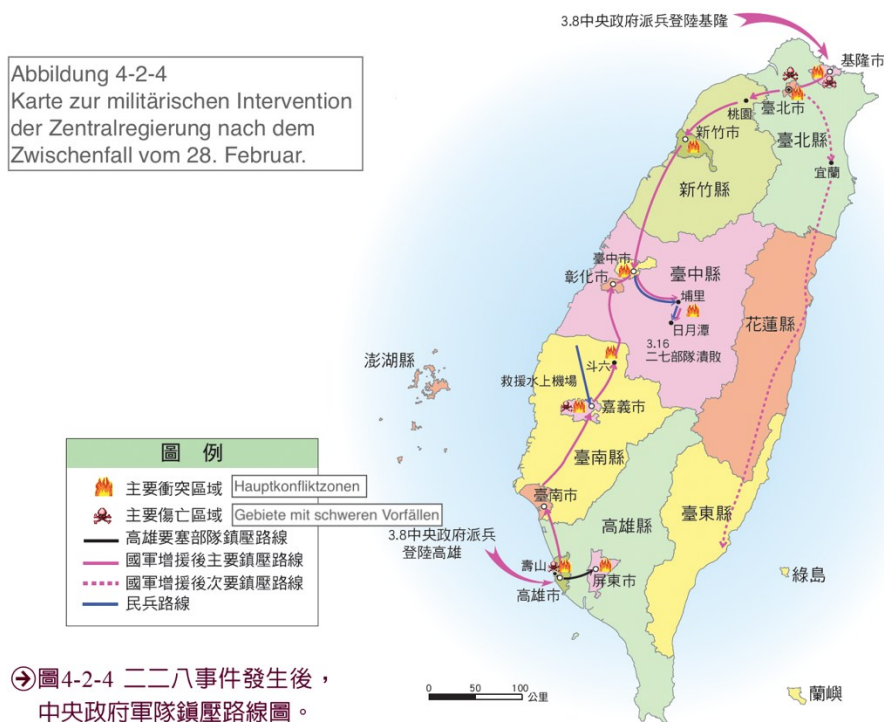 Abbildung 4-2-4
Karte zur militärischen Intervention
der Zentralregierung nach dem
Zwischenfall vom 28. Februar.
3.8中央政府派兵登陸基隆
基隆市
臺北市
桃園
臺北縣
新竹市
宜蘭
新竹縣
臺中市
臺中縣
彰化市
埔里
日月潭
3.16
二七部隊潰敗
花蓮縣
澎湖縣
斗六
救援水上機場
嘉義市
臺南縣
臺南市
高雄縣
臺東縣
3.8中央政府派兵
登陸高雄
壽山
屏東市
高雄市
綠島
蘭嶼
圖例
主要衝突區域 Hauptkonfliktzonen
主要傷亡區域 Gebiete mit schweren Vorfällen
高雄要塞部隊鎮壓路線
國軍增援後主要鎮壓路線
國軍增援後次要鎮壓路線
民兵路線
0 50 100
公里
圖4-2-4 二二八事件發生後，
中央政府軍隊鎮壓路線圖。